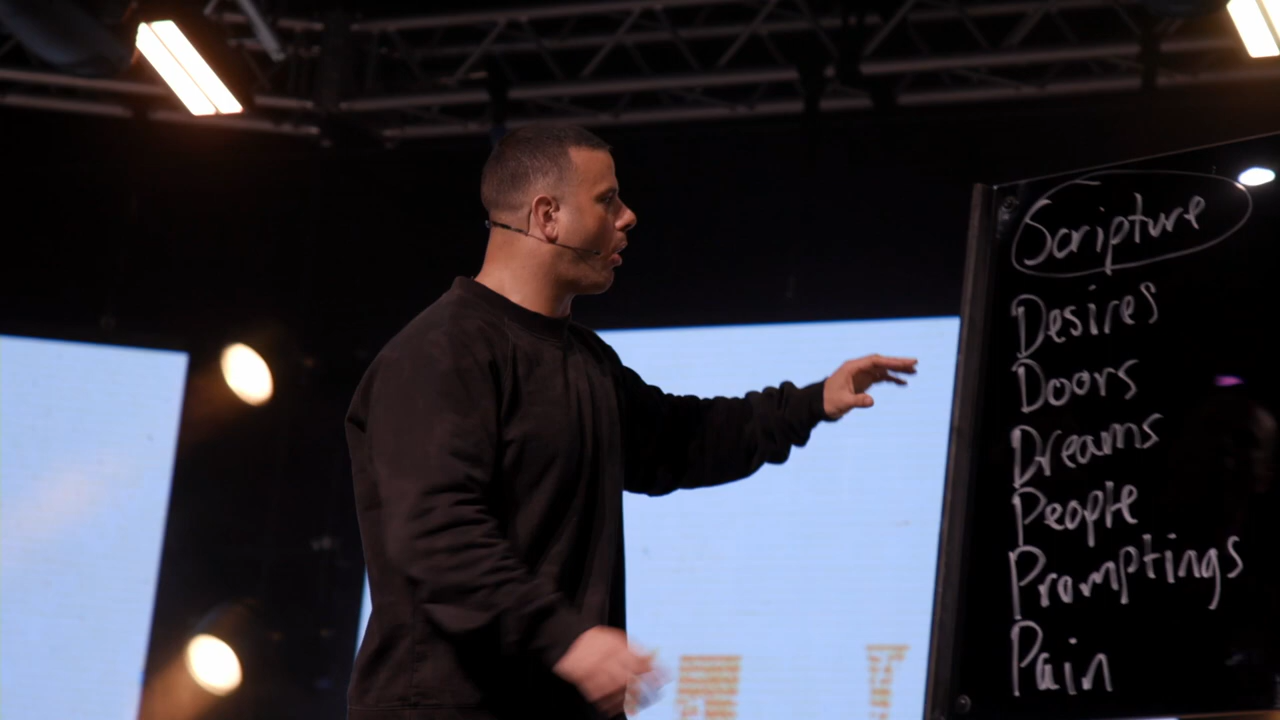 Scripture
Desires
Doors
Dreams
People
Promptings
Pain